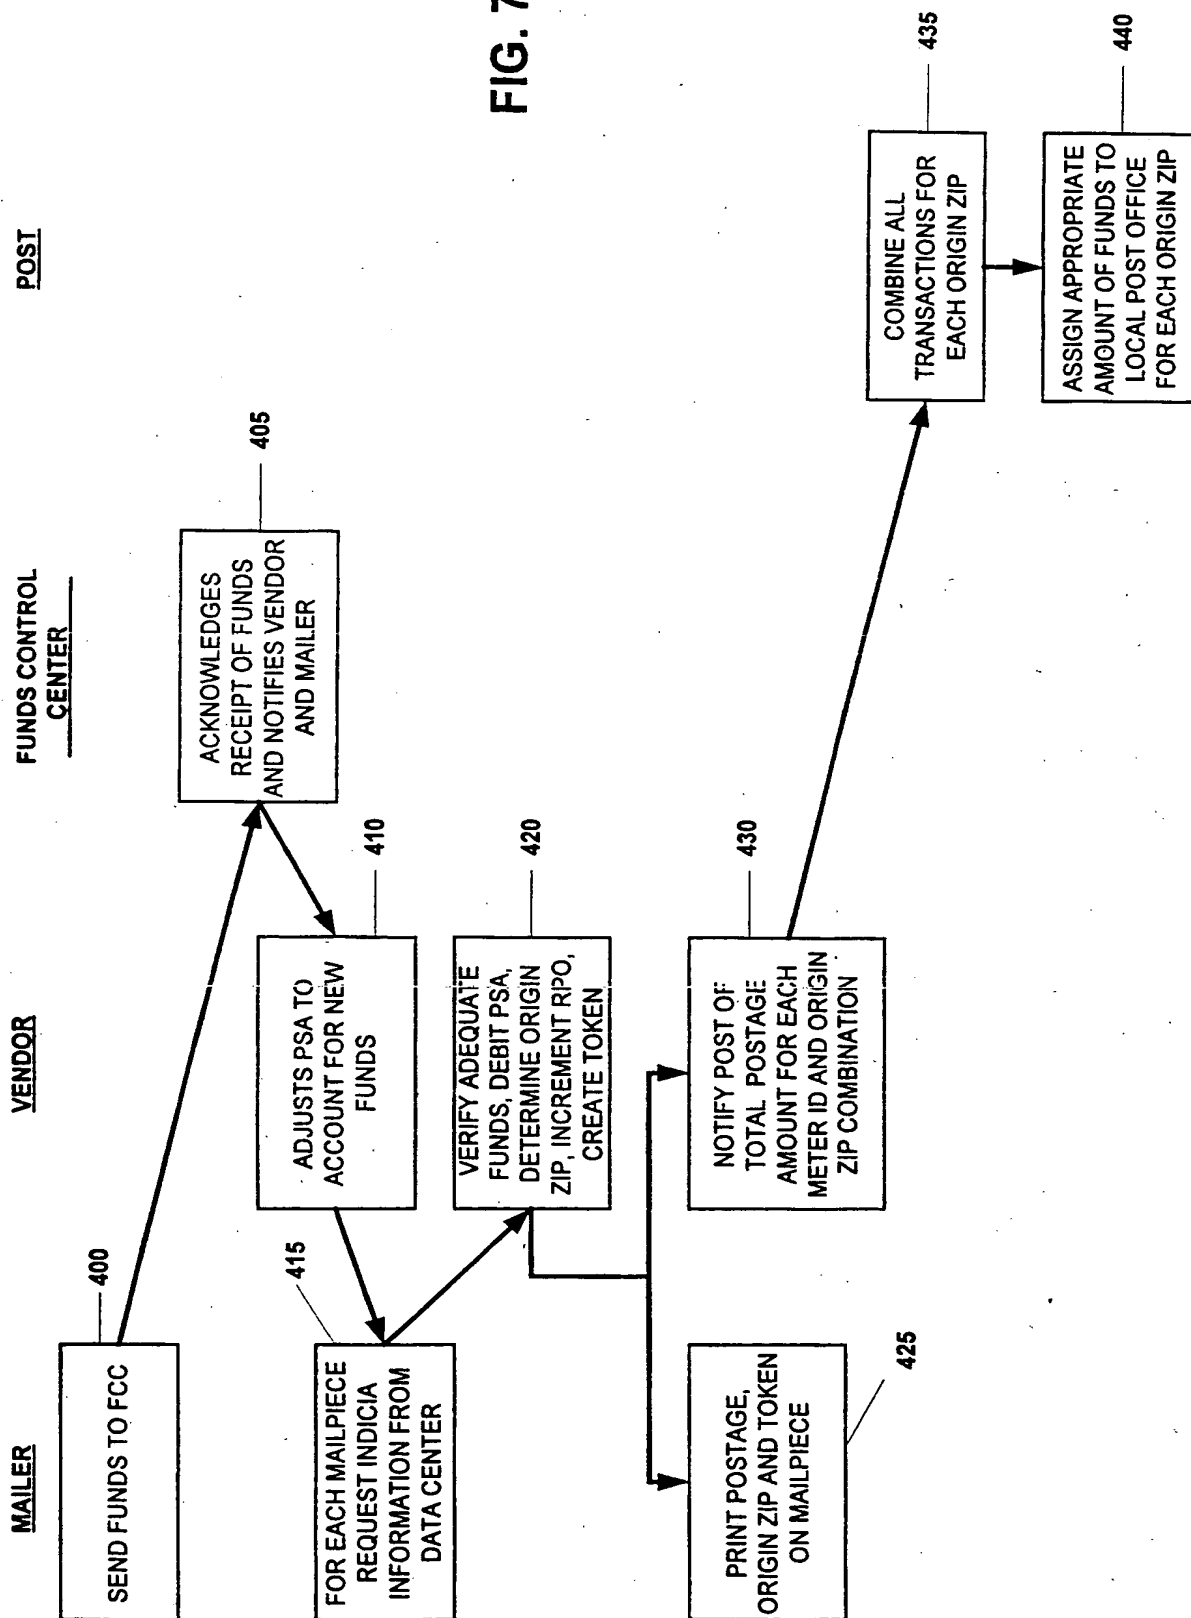 MAILER
VENDOR
FUNDS CONTROL
CENTER
POST
400
SEND FUNDS TO FCC
405
ACKNOWLEDGES
RECEIPT OF FUNDS
AND NOTIFIES VENDOR
AND MAILER
410
ADJUSTS PSA TO
ACCOUNT FOR NEW
FUNDS
415
FOR EACH MAILPIECE
REQUEST INDICIA
INFORMATION FROM
DATA CENTER
420
VERIFY ADEQUATE
FUNDS, DEBIT PSA,
DETERMINE ORIGIN
ZIP, INCREMENT RPO,
CREATE TOKEN
425
PRINT POSTAGE,
ORIGIN ZIP AND TOKEN
ON MAILPIECE
430
NOTIFY POST OF
TOTAL POSTAGE
AMOUNT FOR EACH
METER ID AND ORIGIN
ZIP COMBINATION
435
COMBINE ALL
TRANSACTIONS FOR
EACH ORIGIN ZIP
440
ASSIGN APPROPRIATE
AMOUNT OF FUNDS TO
LOCAL POST OFFICE
FOR EACH ORIGIN ZIP
FIG. 7